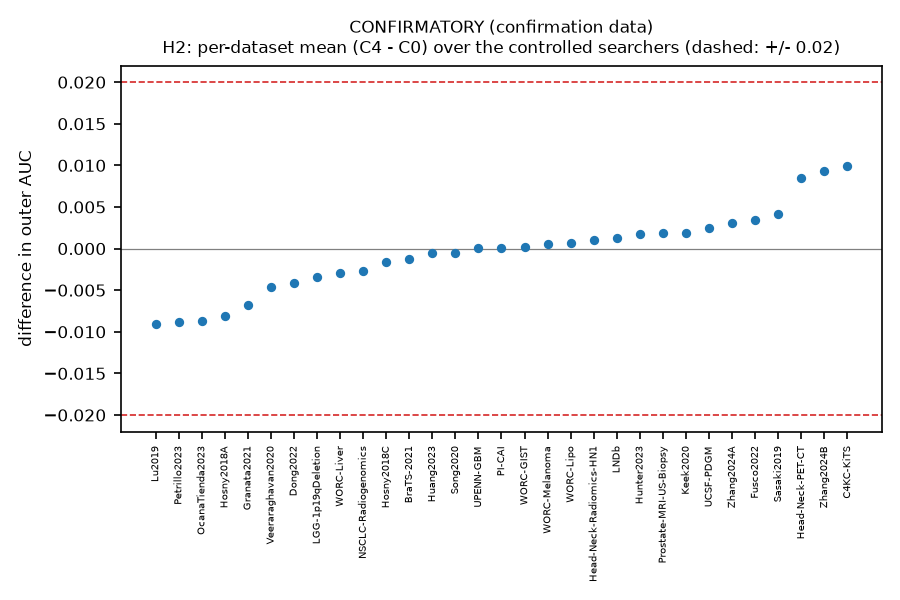 CONFIRMATORY (confirmation data)
H2: per-dataset mean (C4 - C0) over the controlled searchers (dashed: +/- 0.02)
difference in outer AUC
0.020
0.015
0.010
0.005
0.000
−0.005
−0.010
−0.015
−0.020
Lu2019
Petrillo2023
OcanaTienda2023
Hosny2018A
Granata2021
Veeraraghavan2020
Dong2022
LGG-1p19qDeletion
WORC-Liver
NSCLC-Radiogenomics
Hosny2018C
BraTS-2021
Huang2023
Song2020
UPENN-GBM
PI-CAI
WORC-GIST
WORC-Melanoma
WORC-Lipo
Head-Neck-Radiomics-HN1
LNDb
Hunter2023
Prostate-MRI-US-Biopsy
Keek2020
UCSF-PDGM
Zhang2024A
Fusco2022
Sasaki2019
Head-Neck-PET-CT
Zhang2024B
C4KC-KiTS